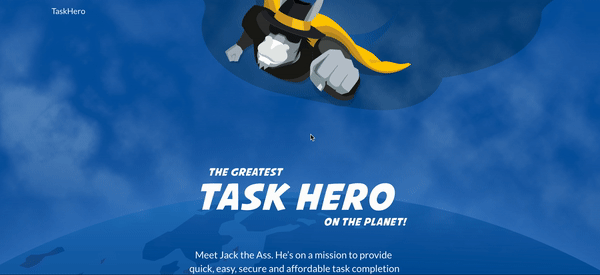 TaskHero
THE GREATEST
TASK HERO
ON THE PLANET!
Meet Jack the Ass. He's on a mission to provide
quick, easy, secure and affordable task completion